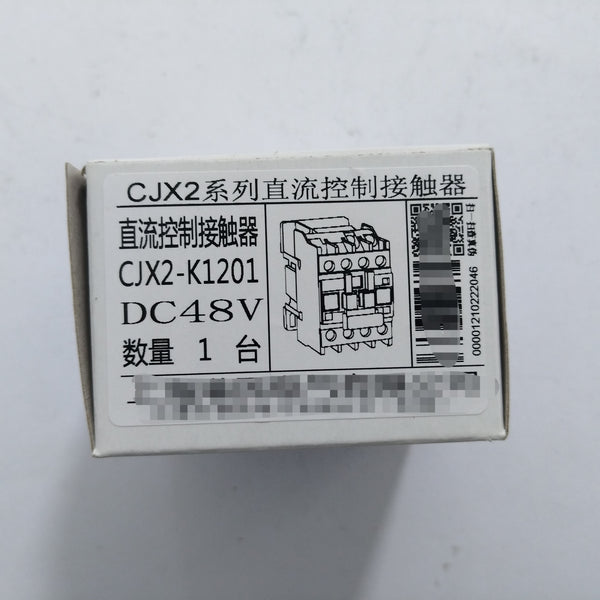 CJX2系列直流控制接触器
直流控制接触器
CJX2-K1201
DC48V
数量 1 台
00001210222046